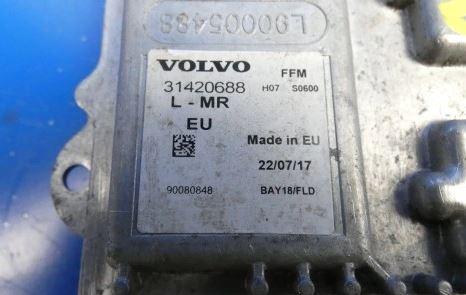 L90005488
VOLVO FFM
31420688 H07 S0600
L - MR
EU
Made in EU
22/07/17
90080848 BAY18/FLD